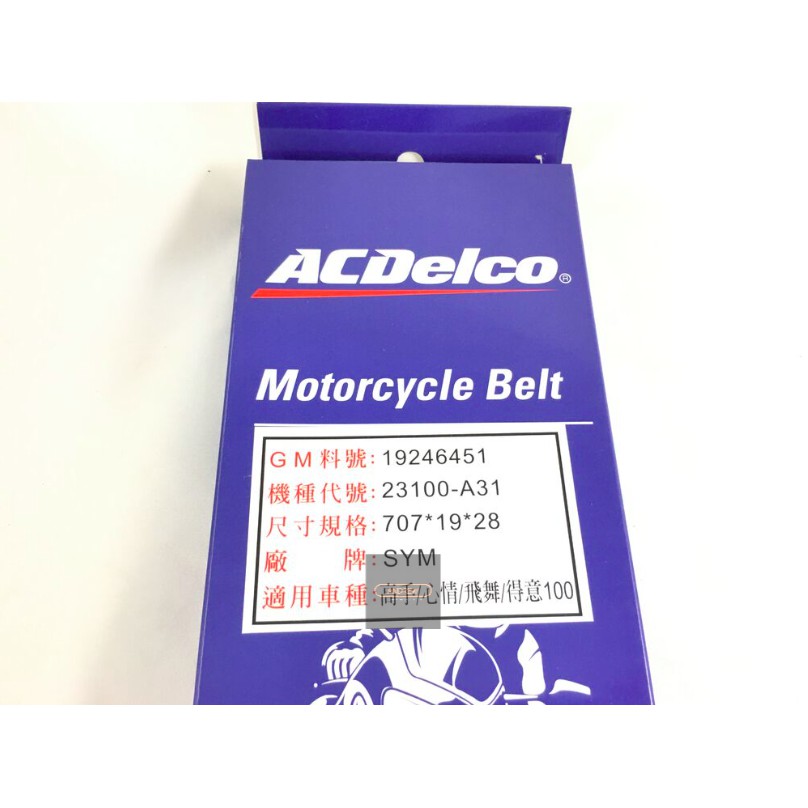 ACDelco®
Motorcycle Belt
GM料號:19246451
機種代號:23100-A31
尺寸規格:707*19*28
廠 牌:SYM
適用車種:高手/心情/飛舞/得意100